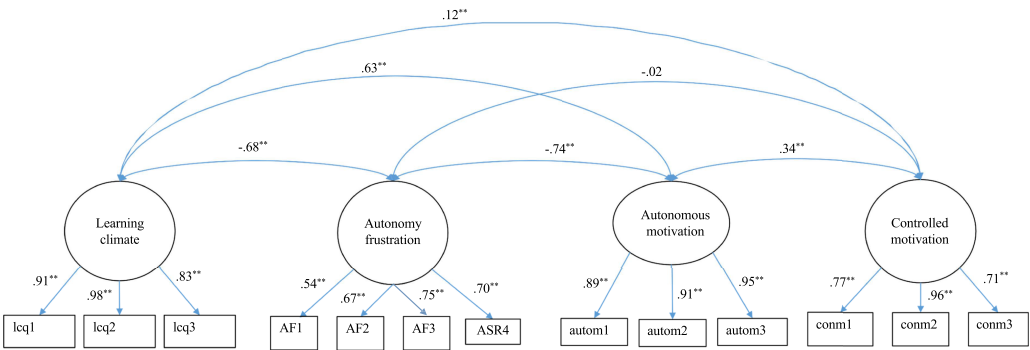 .12**
.63**
-.02
-.68**
-.74**
.34**
Learning
climate
Autonomy
frustration
Autonomous
motivation
Controlled
motivation
.91**
.98**
.83**
.54**
.67**
.75**
.70**
.89**
.91**
.95**
.77**
.96**
.71**
lcq1
lcq2
lcq3
AF1
AF2
AF3
ASR4
autom1
autom2
autom3
conm1
conm2
conm3